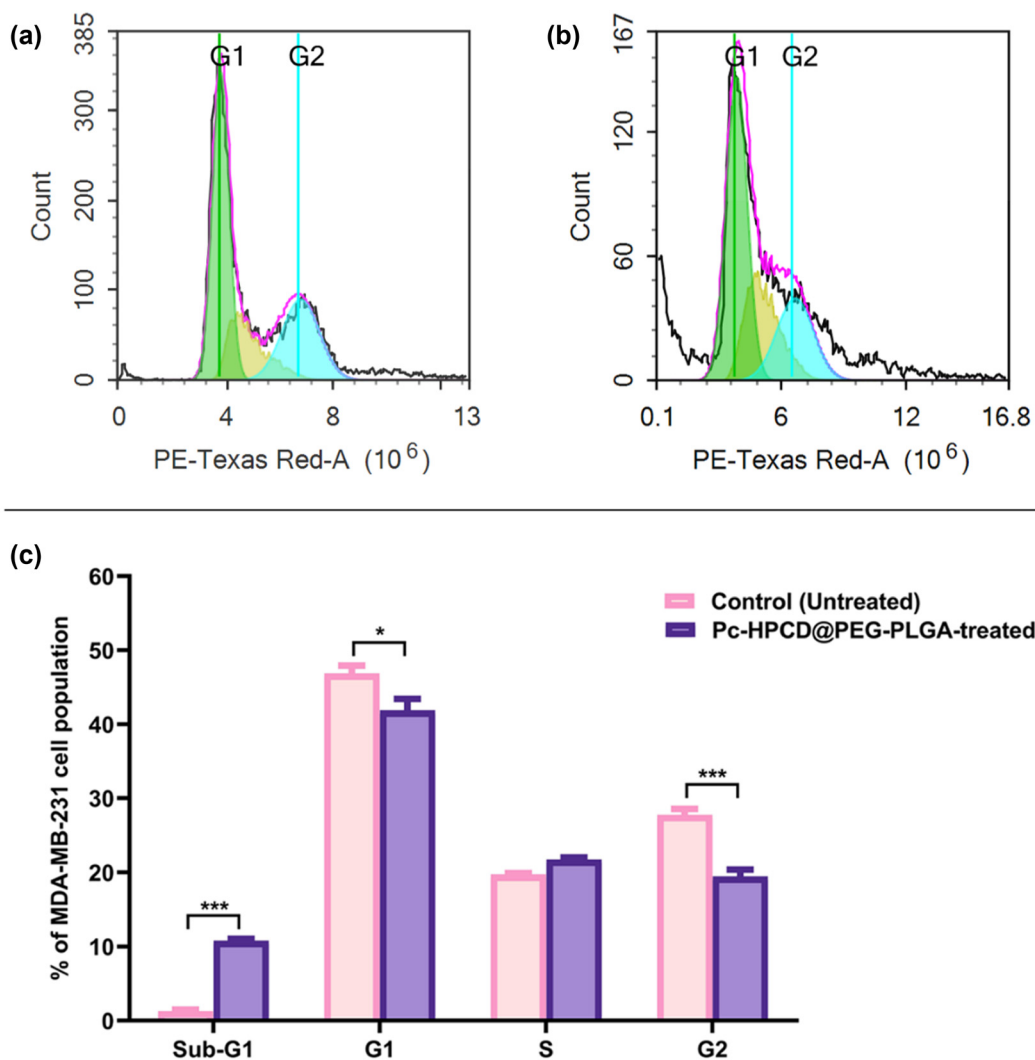 (a)
385
300
200
100
0
Count
G1 G2
0 4 8 13
PE-Texas Red-A (10 6)
(b)
167
120
60
0
Count
G1 G2
0.1 6 12 16.8
PE-Texas Red-A (10 6)
(c)
60
50
40
30
20
10
0
% of MDA-MB-231 cell population
Control (Untreated)
Pc-HPCD@PEG-PLGA-treated
***
*
***
Sub-G1 G1 S G2